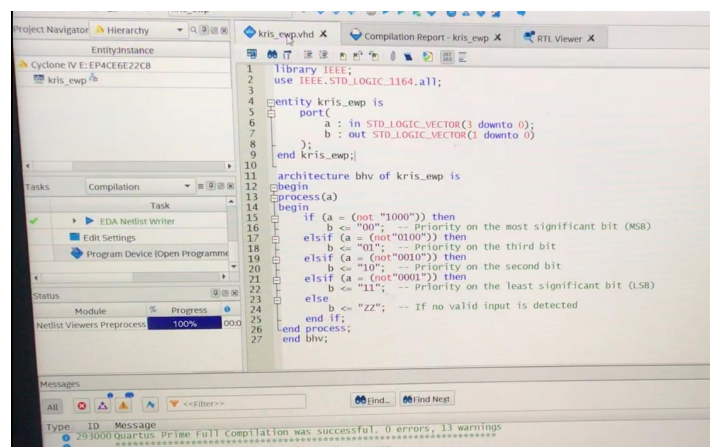 Project Navigator
Hierarchy
Entity:Instance
Cyclone IV E: EP4CE6E22C8
kris_ewp
Tasks
Compilation
Task
EDA Netlist Writer
Edit Settings
Program Device (Open Programme
Status
Module
%
Progress
Netlist Viewers Preprocess
100%
00:0
kris_ewp.vhd
Compilation Report - kris_ewp
RTL Viewer
1 library IEEE;
2 use IEEE.STD_LOGIC_1164.all;
3
4 entity kris_ewp is
5 port(
6 a : in STD_LOGIC_VECTOR(3 downto 0);
7 b : out STD_LOGIC_VECTOR(1 downto 0)
8 );
9 end kris_ewp;
10
11 architecture bhv of kris_ewp is
12 begin
13 process(a)
14 begin
15 if (a = (not "1000")) then
16 b <= "00"; -- Priority on the most significant bit (MSB)
17 elsif (a = (not"0100")) then
18 b <= "01"; -- Priority on the third bit
19 elsif (a = (not"0010")) then
20 b <= "10"; -- Priority on the second bit
21 elsif (a = (not"0001")) then
22 b <= "11"; -- Priority on the least significant bit (LSB)
23 else
24 b <= "ZZ"; -- If no valid input is detected
25 end if;
26 end process;
27 end bhv;
Messages
All
<<Filter>>
Find...
Find Next
Type ID Message
293000 Quartus Prime Full Compilation was successful. 0 errors, 13 warnings